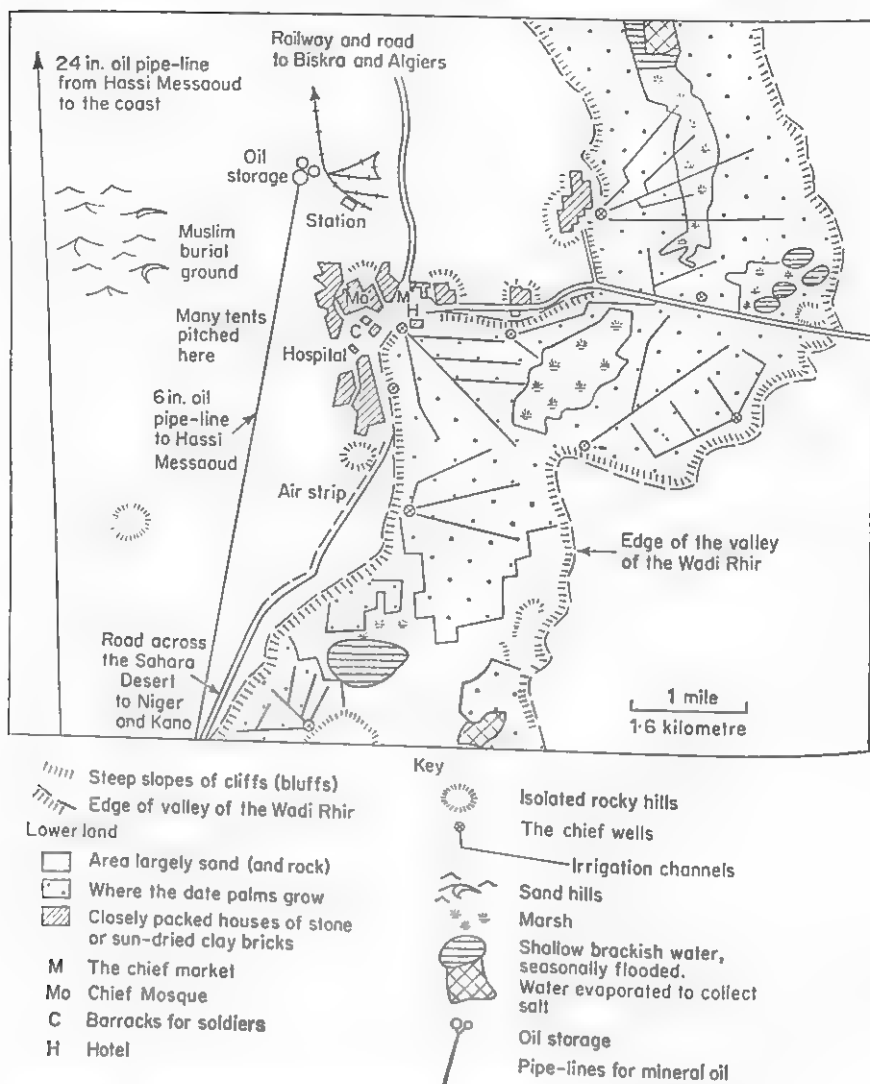 Railway and road
to Biskra and Algiers
24 in. oil pipe-line
from Hassi Messaoud
to the coast
Oil
storage
Station
Muslim
burial
ground
Mo
M
H
C
Many tents
pitched
here
Hospital
6 in. oil
pipe-line
to Hassi
Messaoud
Air strip
Edge of the valley
of the Wadi Rhir
Road across
the Sahara
Desert
to Niger
and Kano
1 mile
1·6 kilometre
Key
Steep slopes of cliffs (bluffs)
Edge of valley of the Wadi Rhir
Lower land
Area largely sand (and rock)
Where the date palms grow
Closely packed houses of stone
or sun-dried clay bricks
M The chief market
Mo Chief Mosque
C Barracks for soldiers
H Hotel
Isolated rocky hills
The chief wells
Irrigation channels
Sand hills
Marsh
Shallow brackish water,
seasonally flooded.
Water evaporated to collect
salt
Oil storage
Pipe-lines for mineral oil